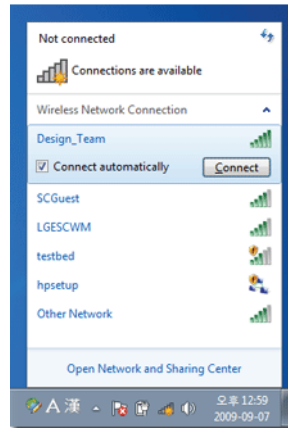 Not connected
Connections are available
Wireless Network Connection
Design_Team
Connect automatically
Connect
SCGuest
LGESCWM
testbed
hpsetup
Other Network
Open Network and Sharing Center
A 漢
오후 12:59
2009-09-07